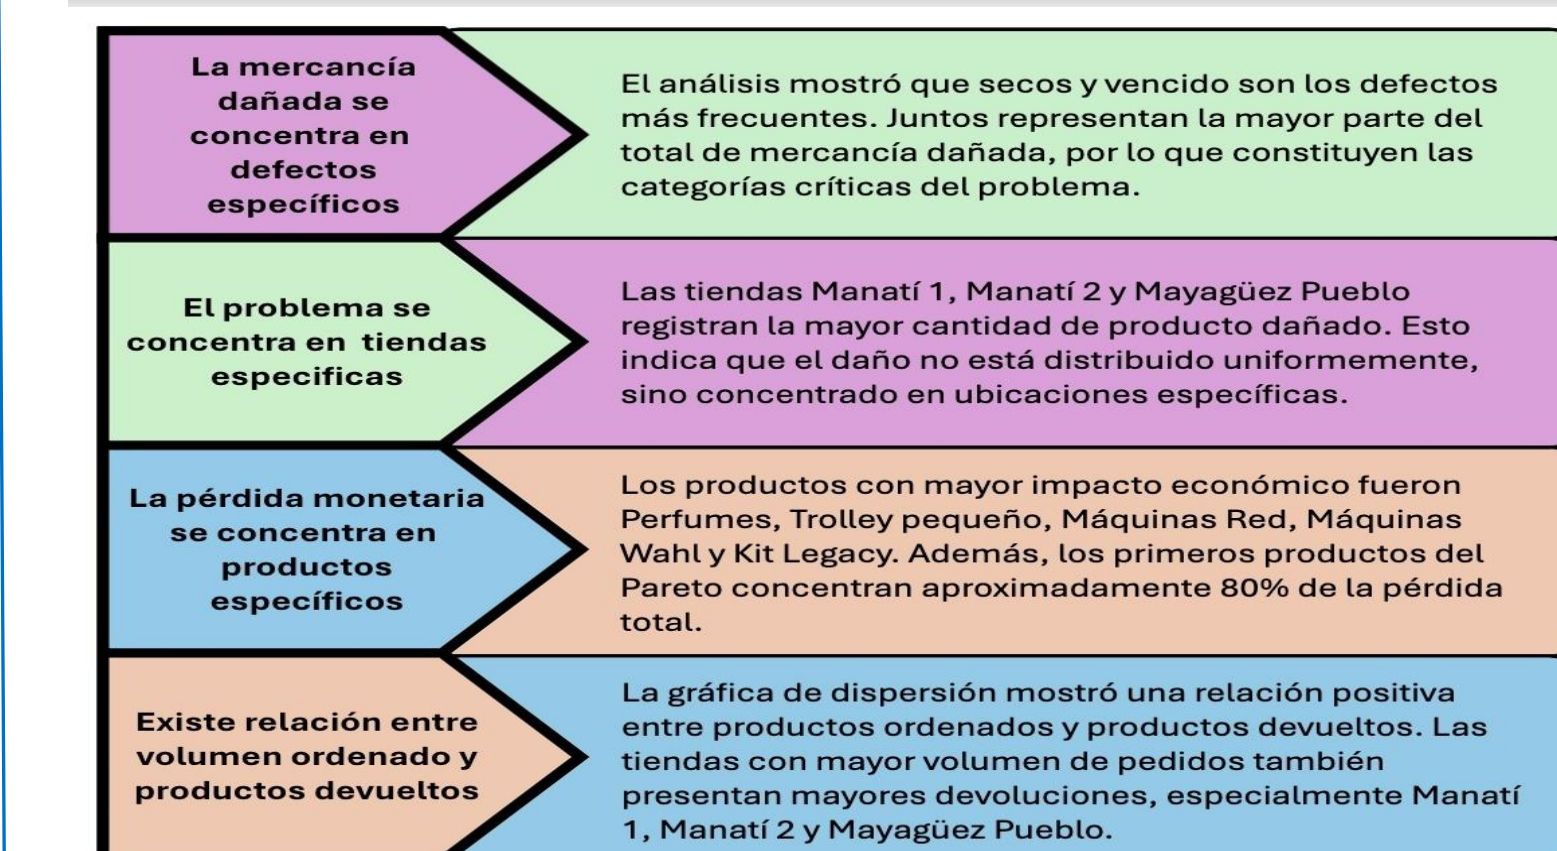 La mercancía
dañada se
concentra en
defectos
específicos
El análisis mostró que secos y vencido son los defectos
más frecuentes. Juntos representan la mayor parte del
total de mercancía dañada, por lo que constituyen las
categorías críticas del problema.
El problema se
concentra en  tiendas
especificas
Las tiendas Manatí 1, Manatí 2 y Mayagüez Pueblo
registran la mayor cantidad de producto dañado. Esto
indica que el daño no está distribuido uniformemente,
sino concentrado en ubicaciones específicas.
La pérdida monetaria
se concentra en
productos
específicos
Los productos con mayor impacto económico fueron
Perfumes, Trolley pequeño, Máquinas Red, Máquinas
Wahl y Kit Legacy. Además, los primeros productos del
Pareto concentran aproximadamente 80% de la pérdida
total.
Existe relación entre
volumen ordenado y
productos devueltos
La gráfica de dispersión mostró una relación positiva
entre productos ordenados y productos devueltos. Las
tiendas con mayor volumen de pedidos también
presentan mayores devoluciones, especialmente Manatí
1, Manatí 2 y Mayagüez Pueblo.